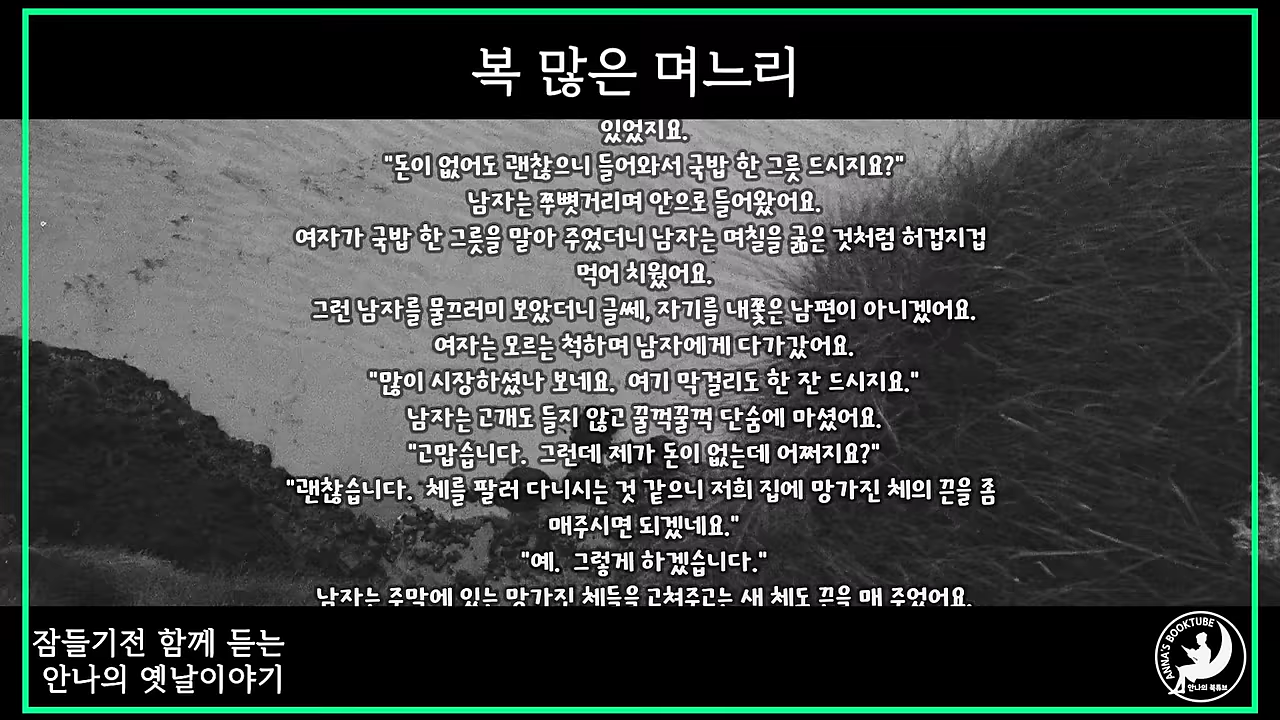 복 많은 며느리
있었지요.
"돈이 없어도 괜찮으니 들어와서 국밥 한 그릇 드시지요?"
남자는 쭈뼛거리며 안으로 들어왔어요.
여자가 국밥 한 그릇을 말아 주었더니 남자는 며칠을 굶은 것처럼 허겁지겁
먹어 치웠어요.
그런 남자를 물끄러미 보았더니 글쎄, 자기를 내쫓은 남편이 아니겠어요.
여자는 모르는 척하며 남자에게 다가갔어요.
"많이 시장하셨나 보네요.  여기 막걸리도 한 잔 드시지요."
남자는 고개도 들지 않고 꿀꺽꿀꺽 단숨에 마셨어요.
"고맙습니다.  그런데 제가 돈이 없는데 어쩌지요?"
"괜찮습니다.  체를 팔러 다니시는 것 같으니 저희 집에 망가진 체의 끈을 좀
매주시면 되겠네요."
"예.  그렇게 하겠습니다."
남자는 주막에 있는 망가진 체들을 고쳐주고는 새 체도 끈을 매 주었어요.
잠들기전 함께 듣는
안나의 옛날이야기
ANNA'S BOOKTUBE
안나의 북튜브